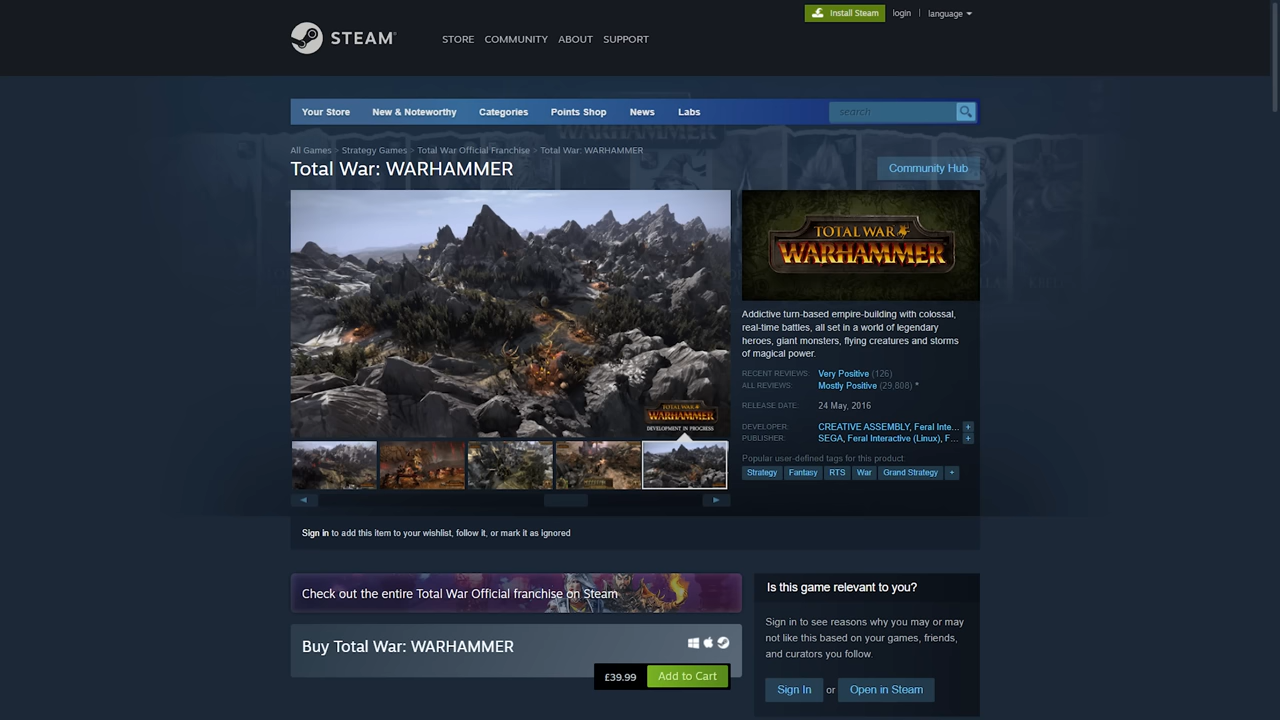 Install Steam
login
language
STEAM®
STORE
COMMUNITY
ABOUT
SUPPORT
Your Store
New & Noteworthy
Categories
Points Shop
News
Labs
search
WARHAMMER
All Games > Strategy Games > Total War Official Franchise > Total War: WARHAMMER
Total War: WARHAMMER
Community Hub
TOTAL WAR
WARHAMMER
DEVELOPMENT IN PROGRESS
TOTAL WAR
WARHAMMER
Addictive turn-based empire-building with colossal,
real-time battles, all set in a world of legendary
heroes, giant monsters, flying creatures and storms
of magical power.
RECENT REVIEWS: Very Positive (126)
ALL REVIEWS: Mostly Positive (29,808) *
RELEASE DATE: 24 May, 2016
DEVELOPER: CREATIVE ASSEMBLY, Feral Inte... +
PUBLISHER: SEGA, Feral Interactive (Linux), F... +
Popular user-defined tags for this product:
Strategy Fantasy RTS War Grand Strategy +
Sign in to add this item to your wishlist, follow it, or mark it as ignored
Check out the entire Total War Official franchise on Steam
Buy Total War: WARHAMMER
£39.99
Add to Cart
Is this game relevant to you?
Sign in to see reasons why you may or may
not like this based on your games, friends,
and curators you follow.
Sign In or Open in Steam